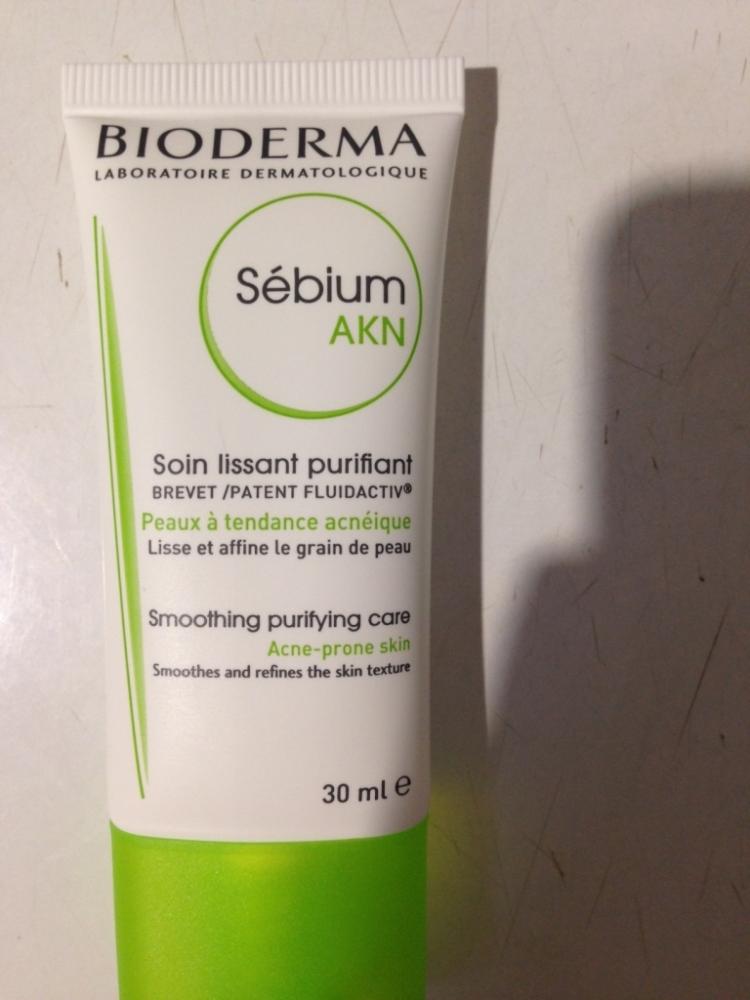 BIODERMA
LABORATOIRE DERMATOLOGIQUE
Sébium
AKN
Soin lissant purifiant
BREVET /PATENT FLUIDACTIV®
Peaux à tendance acnéique
Lisse et affine le grain de peau
Smoothing purifying care
Acne-prone skin
Smoothes and refines the skin texture
30 ml e